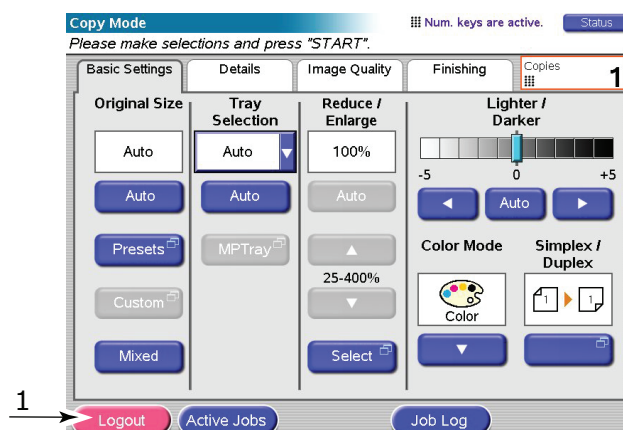 Copy Mode
Num. keys are active.
Status
Please make selections and press "START".
Basic Settings
Details
Image Quality
Finishing
Copies
1
Original Size
Tray Selection
Reduce / Enlarge
Lighter / Darker
Auto
Auto
100%
-5
0
+5
Auto
Auto
Auto
Auto
Presets
MPTray
Color Mode
Simplex / Duplex
25-400%
Custom
Color
1
1
Mixed
Select
1
Logout
Active Jobs
Job Log